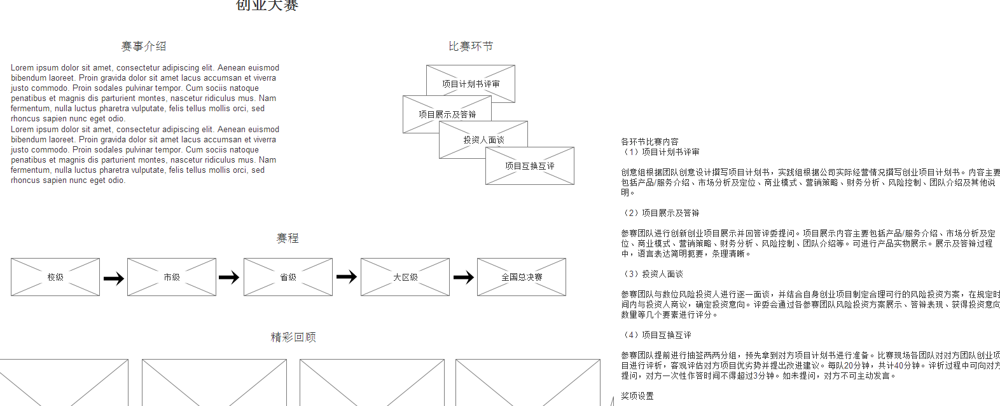 创业大赛
赛事介绍
Lorem ipsum dolor sit amet, consectetur adipiscing elit. Aenean euismod
bibendum laoreet. Proin gravida dolor sit amet lacus accumsan et viverra
justo commodo. Proin sodales pulvinar tempor. Cum sociis natoque
penatibus et magnis dis parturient montes, nascetur ridiculus mus. Nam
fermentum, nulla luctus pharetra vulputate, felis tellus mollis orci, sed
rhoncus sapien nunc eget odio.
Lorem ipsum dolor sit amet, consectetur adipiscing elit. Aenean euismod
bibendum laoreet. Proin gravida dolor sit amet lacus accumsan et viverra
justo commodo. Proin sodales pulvinar tempor. Cum sociis natoque
penatibus et magnis dis parturient montes, nascetur ridiculus mus. Nam
fermentum, nulla luctus pharetra vulputate, felis tellus mollis orci, sed
rhoncus sapien nunc eget odio.
比赛环节
项目计划书评审
项目展示及答辩
投资人面谈
项目互换互评
赛程
校级
市级
省级
大区级
全国总决赛
精彩回顾
各环节比赛内容
（1）项目计划书评审
创意组根据团队创意设计撰写项目计划书，实践组根据公司实际经营情况撰写创业项目计划书。内容主要
包括产品/服务介绍、市场分析及定位、商业模式、营销策略、财务分析、风险控制、团队介绍及其他说
明。
（2）项目展示及答辩
参赛团队进行创新创业项目展示并回答评委提问。项目展示内容主要包括产品/服务介绍、市场分析及定
位、商业模式、营销策略、财务分析、风险控制、团队介绍等。可进行产品实物展示。展示及答辩过程
中，语言表达简明扼要，条理清晰。
（3）投资人面谈
参赛团队与数位风险投资人进行逐一面谈，并结合自身创业项目制定合理可行的风险投资方案，在规定时
间内与投资人商议，确定投资意向。评委会通过各参赛团队风险投资方案展示、答辩表现、获得投资意向
数量等几个要素进行评分。
（4）项目互换互评
参赛团队提前进行抽签两两分组，预先拿到对方项目计划书进行准备。比赛现场各团队对对方团队创业项
目进行评析，客观评估对方项目优劣势并提出改进建议。每队20分钟，共计40分钟。评析过程中可向对方
提问，对方一次性作答时间不得超过3分钟。如未提问，对方不可主动发言。
奖项设置